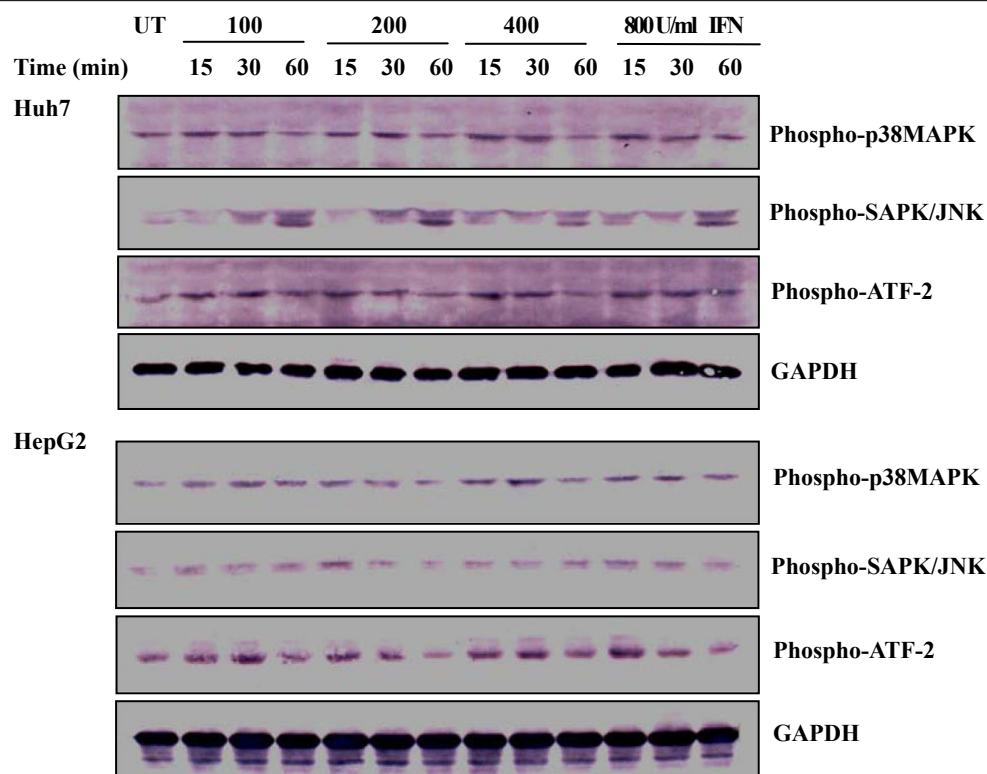 UT 100 200 400 800 U/ml IFN
Time (min) 15 30 60 15 30 60 15 30 60 15 30 60
Huh7
Phospho-p38MAPK
Phospho-SAPK/JNK
Phospho-ATF-2
GAPDH
HepG2
Phospho-p38MAPK
Phospho-SAPK/JNK
Phospho-ATF-2
GAPDH